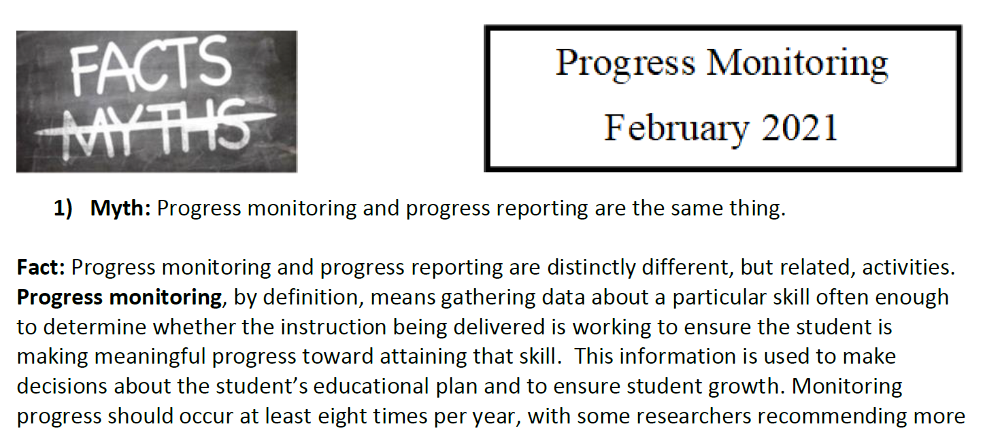 FACTS
MYTHS
Progress Monitoring
February 2021
1) Myth: Progress monitoring and progress reporting are the same thing.
Fact: Progress monitoring and progress reporting are distinctly different, but related, activities.
Progress monitoring, by definition, means gathering data about a particular skill often enough
to determine whether the instruction being delivered is working to ensure the student is
making meaningful progress toward attaining that skill.  This information is used to make
decisions about the student’s educational plan and to ensure student growth. Monitoring
progress should occur at least eight times per year, with some researchers recommending more